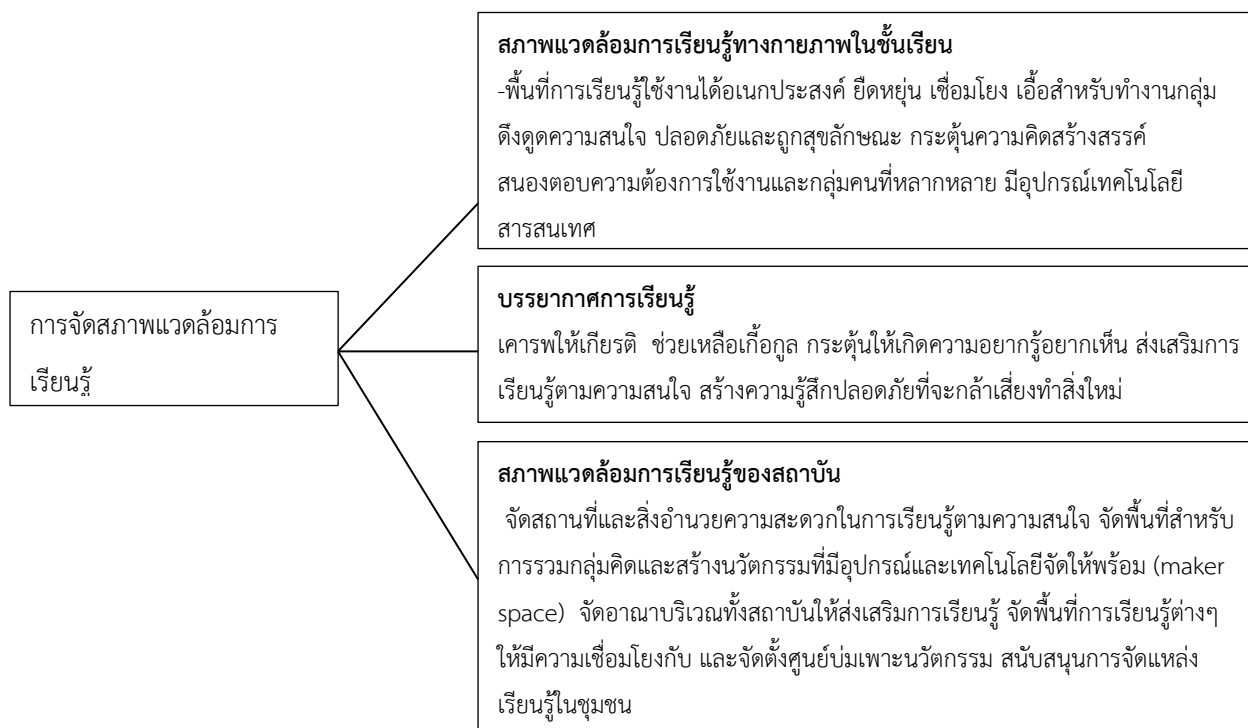 สภาพแวดล้อมการเรียนรู้ทางกายภาพในชั้นเรียน
-พื้นที่การเรียนรู้ใช้งานได้อเนกประสงค์ ยืดหยุ่น เชื่อมโยง เอื้อสำหรับทำงานกลุ่ม
ดึงดูดความสนใจ ปลอดภัยและถูกสุขลักษณะ กระตุ้นความคิดสร้างสรรค์
สนองตอบความต้องการใช้งานและกลุ่มคนที่หลากหลาย มีอุปกรณ์เทคโนโลยี
สารสนเทศ
การจัดสภาพแวดล้อมการ
เรียนรู้
บรรยากาศการเรียนรู้
เคารพให้เกียรติ ช่วยเหลือเกื้อกูล กระตุ้นให้เกิดความอยากรู้อยากเห็น ส่งเสริมการ
เรียนรู้ตามความสนใจ สร้างความรู้สึกปลอดภัยที่จะกล้าเสี่ยงทำสิ่งใหม่
สภาพแวดล้อมการเรียนรู้ของสถาบัน
จัดสถานที่และสิ่งอำนวยความสะดวกในการเรียนรู้ตามความสนใจ จัดพื้นที่สำหรับ
การรวมกลุ่มคิดและสร้างนวัตกรรมที่มีอุปกรณ์และเทคโนโลยีจัดให้พร้อม (maker
space) จัดอาณาบริเวณทั้งสถาบันให้ส่งเสริมการเรียนรู้ จัดพื้นที่การเรียนรู้ต่างๆ
ให้มีความเชื่อมโยงกับ และจัดตั้งศูนย์บ่มเพาะนวัตกรรม สนับสนุนการจัดแหล่ง
เรียนรู้ในชุมชน